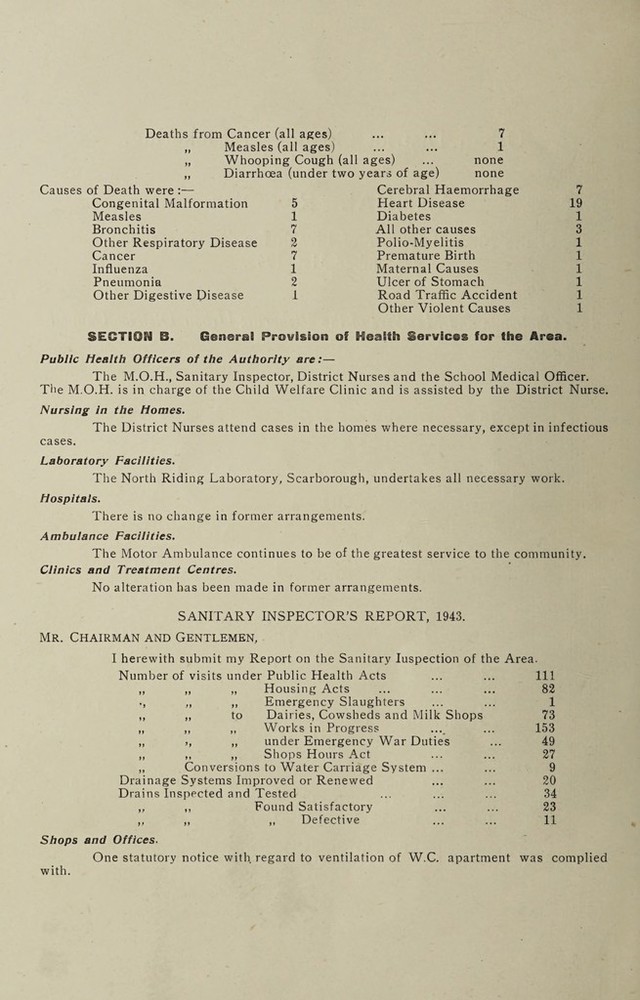 Deaths from Cancer (all ages) ... ... 7
„ Measles (all ages) ... ... 1
„ Whooping Cough (all ages) ... none
„ Diarrhœa (under two years of age) none
Causes of Death were :— Cerebral Haemorrhage 7
Congenital Malformation 5 Heart Disease 19
Measles 1 Diabetes 1
Bronchitis 7 All other causes 3
Other Respiratory Disease 2 Polio-Myelitis 1
Cancer 7 Premature Birth 1
Influenza 1 Maternal Causes 1
Pneumonia 2 Ulcer of Stomach 1
Other Digestive Disease 1 Road Traffic Accident 1
Other Violent Causes 1
SECTION B. General Provision of Health Services for the Area.
Public Health Officers of the Authority are:—
The M.O.H., Sanitary Inspector, District Nurses and the School Medical Officer.
The M.O.H. is in charge of the Child Welfare Clinic and is assisted by the District Nurse.
Nursing in the Homes.
The District Nurses attend cases in the homes where necessary, except in infectious
cases.
Laboratory Facilities.
The North Riding Laboratory, Scarborough, undertakes all necessary work.
Hospitals.
There is no change in former arrangements.
Ambulance Facilities.
The Motor Ambulance continues to be of the greatest service to the community.
Clinics and Treatment Centres.
No alteration has been made in former arrangements.
SANITARY INSPECTOR'S REPORT, 1943.
MR. CHAIRMAN AND GENTLEMEN,
I herewith submit my Report on the Sanitary Iuspection of the Area.
Number of visits under Public Health Acts ... ... 111
„ „ „ Housing Acts ... ... ... 82
„ „ „ Emergency Slaughters ... ... 1
„ „ to Dairies, Cowsheds and Milk Shops 73
„ „ „ Works in Progress ... ... 153
„ „ „ under Emergency War Duties ... 49
„ „ „ Shops Hours Act ... ... 27
„ Conversions to Water Carriage System ... ... 9
Drainage Systems Improved or Renewed ... ... 20
Drains Inspected and Tested ... ... ... 34
„ „ Found Satisfactory ... ... 23
„ „ „ Defective ... ... 11
Shops and Offices.
One statutory notice with regard to ventilation of W.C. apartment was complied
with.